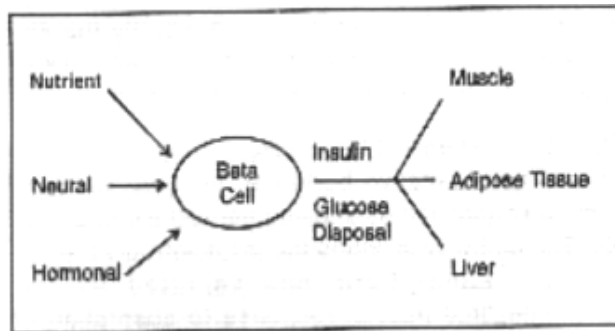 Nutrient
Neural
Hormonal
Beta
Cell
Insulin
Glucose
Disposal
Muscle
Adipose Tissue
Liver